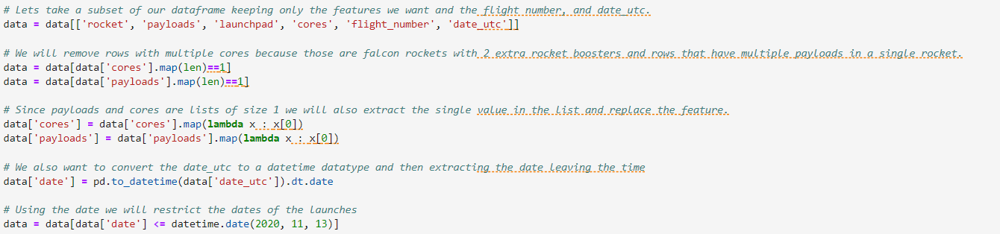 # Lets take a subset of our dataframe keeping only the features we want and the flight number, and date_utc.
data = data[['rocket', 'payloads', 'launchpad', 'cores', 'flight_number', 'date_utc']]
# We will remove rows with multiple cores because those are falcon rockets with 2 extra rocket boosters and rows that have multiple payloads in a single rocket.
data = data[data['cores'].map(len)==1]
data = data[data['payloads'].map(len)==1]
# Since payloads and cores are lists of size 1 we will also extract the single value in the list and replace the feature.
data['cores'] = data['cores'].map(lambda x : x[0])
data['payloads'] = data['payloads'].map(lambda x : x[0])
# We also want to convert the date_utc to a datetime datatype and then extracting the date leaving the time
data['date'] = pd.to_datetime(data['date_utc']).dt.date
# Using the date we will restrict the dates of the launches
data = data[data['date'] <= datetime.date(2020, 11, 13)]